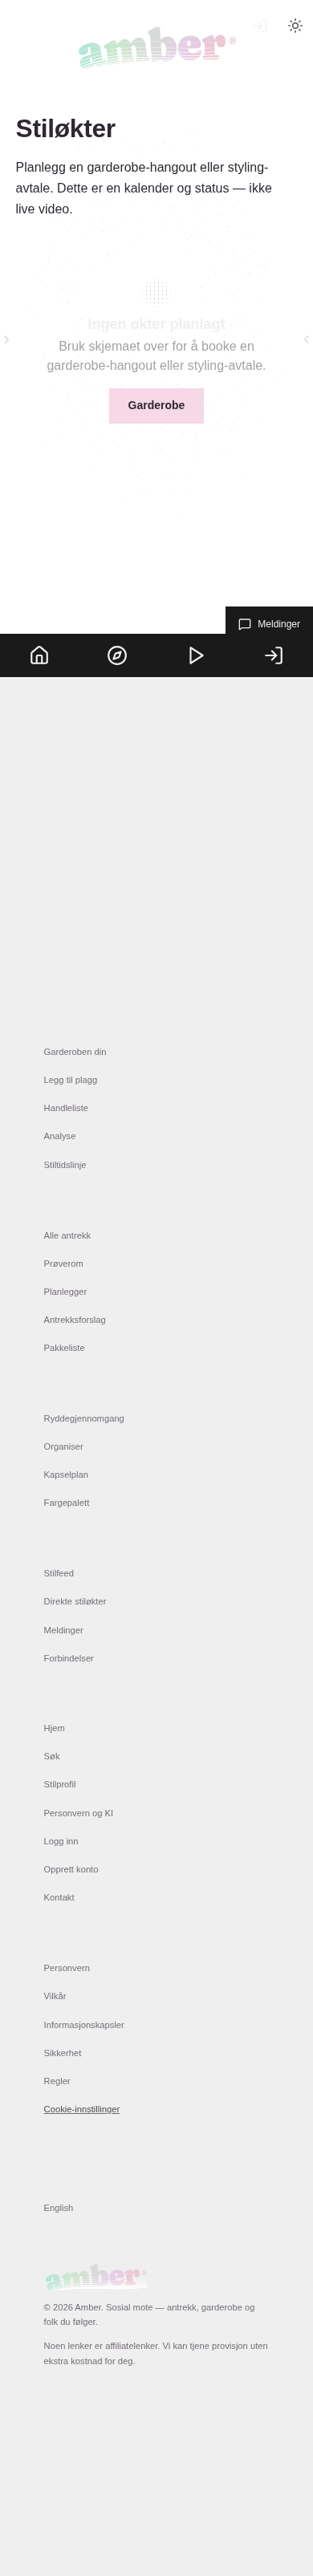 amber®
Stiløkter
Planlegg en garderobe-hangout eller styling-
avtale. Dette er en kalender og status — ikke
live video.
Ingen økter planlagt
Bruk skjemaet over for å booke en
garderobe-hangout eller styling-avtale.
Garderobe
Meldinger
Garderoben din
Legg til plagg
Handleliste
Analyse
Stiltidslinje
Alle antrekk
Prøverom
Planlegger
Antrekksforslag
Pakkeliste
Ryddegjennomgang
Organiser
Kapselplan
Fargepalett
Stilfeed
Direkte stiløkter
Meldinger
Forbindelser
Hjem
Søk
Stilprofil
Personvern og KI
Logg inn
Opprett konto
Kontakt
Personvern
Vilkår
Informasjonskapsler
Sikkerhet
Regler
Cookie-innstillinger
English
amber®
© 2026 Amber. Sosial mote — antrekk, garderobe og
folk du følger.
Noen lenker er affiliatelenker. Vi kan tjene provisjon uten
ekstra kostnad for deg.